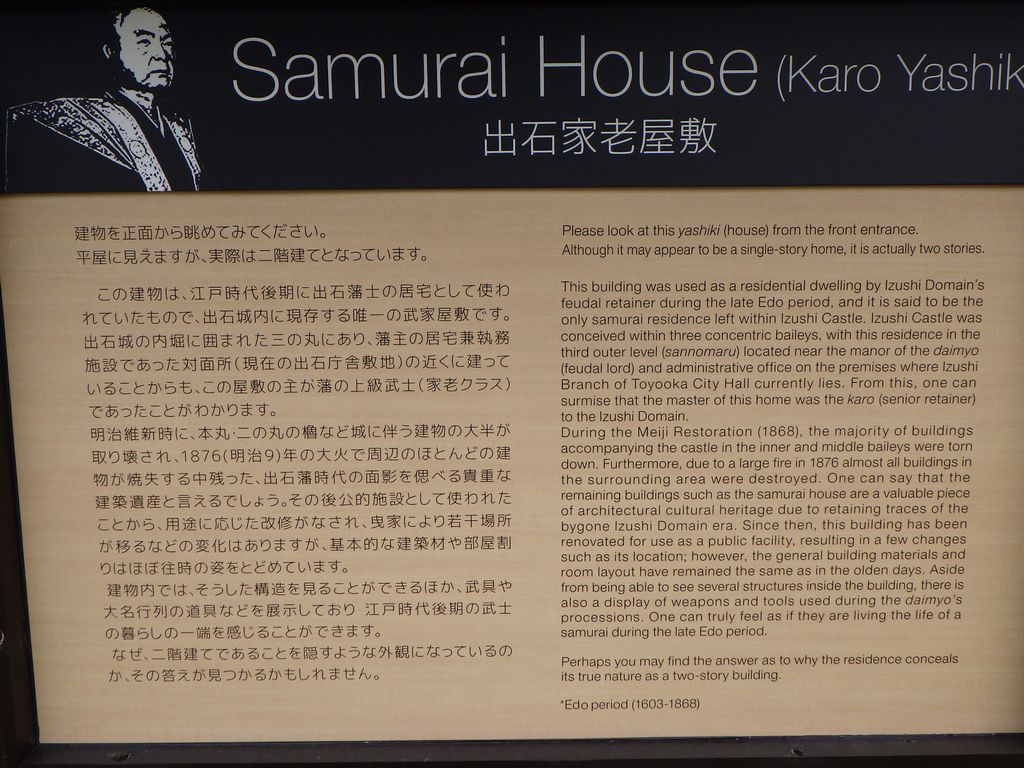 Samurai House (Karo Yashik
出石家老屋敷
建物を正面から眺めてみてください。
平屋に見えますが、実際は二階建てとなっています。
この建物は、江戸時代後期に出石藩士の居宅として使わ
れていたもので、出石城内に現存する唯一の武家屋敷です。
出石城の内堀に囲まれた三の丸にあり、藩主の居宅兼執務
施設であった対面所(現在の出石庁舎敷地)の近くに建って
いることからも、この屋敷の主が藩の上級武士(家老クラス)
であったことがわかります。
明治維新時に、本丸・二の丸の櫓など城に伴う建物の大半が
取り壊され、1876(明治9)年の大火で周辺のほとんどの建
物が焼失する中残った、出石藩時代の面影を偲べる貴重な
建築遺産と言えるでしょう。その後公的施設として使われた
ことから、用途に応じた改修がなされ、曳家により若干場所
が移るなどの変化はありますが、基本的な建築材や部屋割
りはほぼ往時の姿をとどめています。
建物内では、そうした構造を見ることができるほか、武具や
大名行列の道具などを展示しており 江戸時代後期の武士
の暮らしの一端を感じることができます。
なぜ、二階建てであることを隠すような外観になっているの
か、その答えが見つかるかもしれません。
Please look at this yashiki (house) from the front entrance.
Although it may appear to be a single-story home, it is actually two stories.
This building was used as a residential dwelling by Izushi Domain's
feudal retainer during the late Edo period, and it is said to be the
only samurai residence left within Izushi Castle. Izushi Castle was
conceived within three concentric baileys, with this residence in the
third outer level (sannomaru) located near the manor of the daimyo
(feudal lord) and administrative office on the premises where Izushi
Branch of Toyooka City Hall currently lies. From this, one can
surmise that the master of this home was the karo (senior retainer)
to the Izushi Domain.
During the Meiji Restoration (1868), the majority of buildings
accompanying the castle in the inner and middle baileys were torn
down. Furthermore, due to a large fire in 1876 almost all buildings in
the surrounding area were destroyed. One can say that the
remaining buildings such as the samurai house are a valuable piece
of architectural cultural heritage due to retaining traces of the
bygone Izushi Domain era. Since then, this building has been
renovated for use as a public facility, resulting in a few changes
such as its location; however, the general building materials and
room layout have remained the same as in the olden days. Aside
from being able to see several structures inside the building, there is
also a display of weapons and tools used during the daimyo's
processions. One can truly feel as if they are living the life of a
samurai during the late Edo period.
Perhaps you may find the answer as to why the residence conceals
its true nature as a two-story building.
*Edo period (1603-1868)